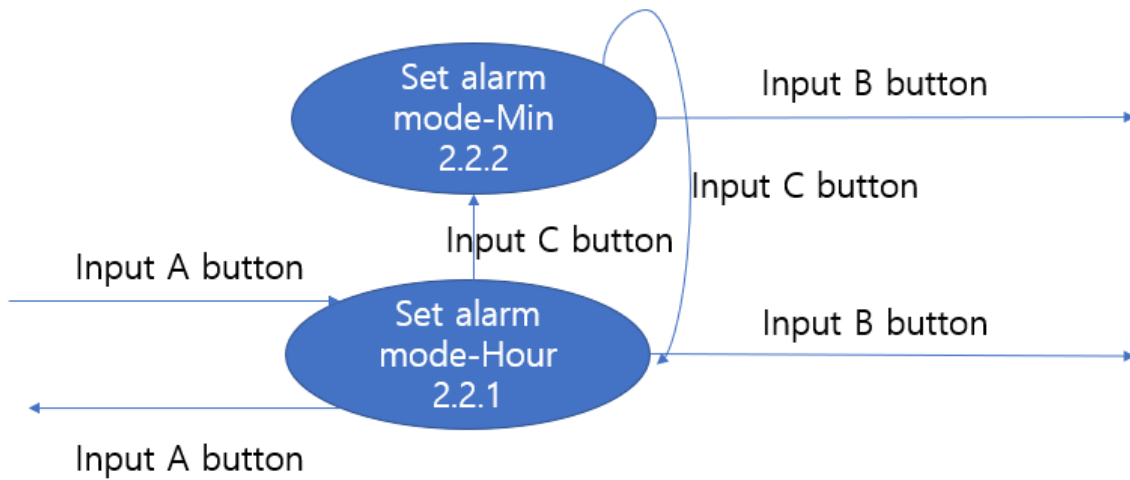 Set alarm
mode-Min
2.2.2
Input B button
Input C button
Input C button
Input A button
Set alarm
mode-Hour
2.2.1
Input B button
Input A button